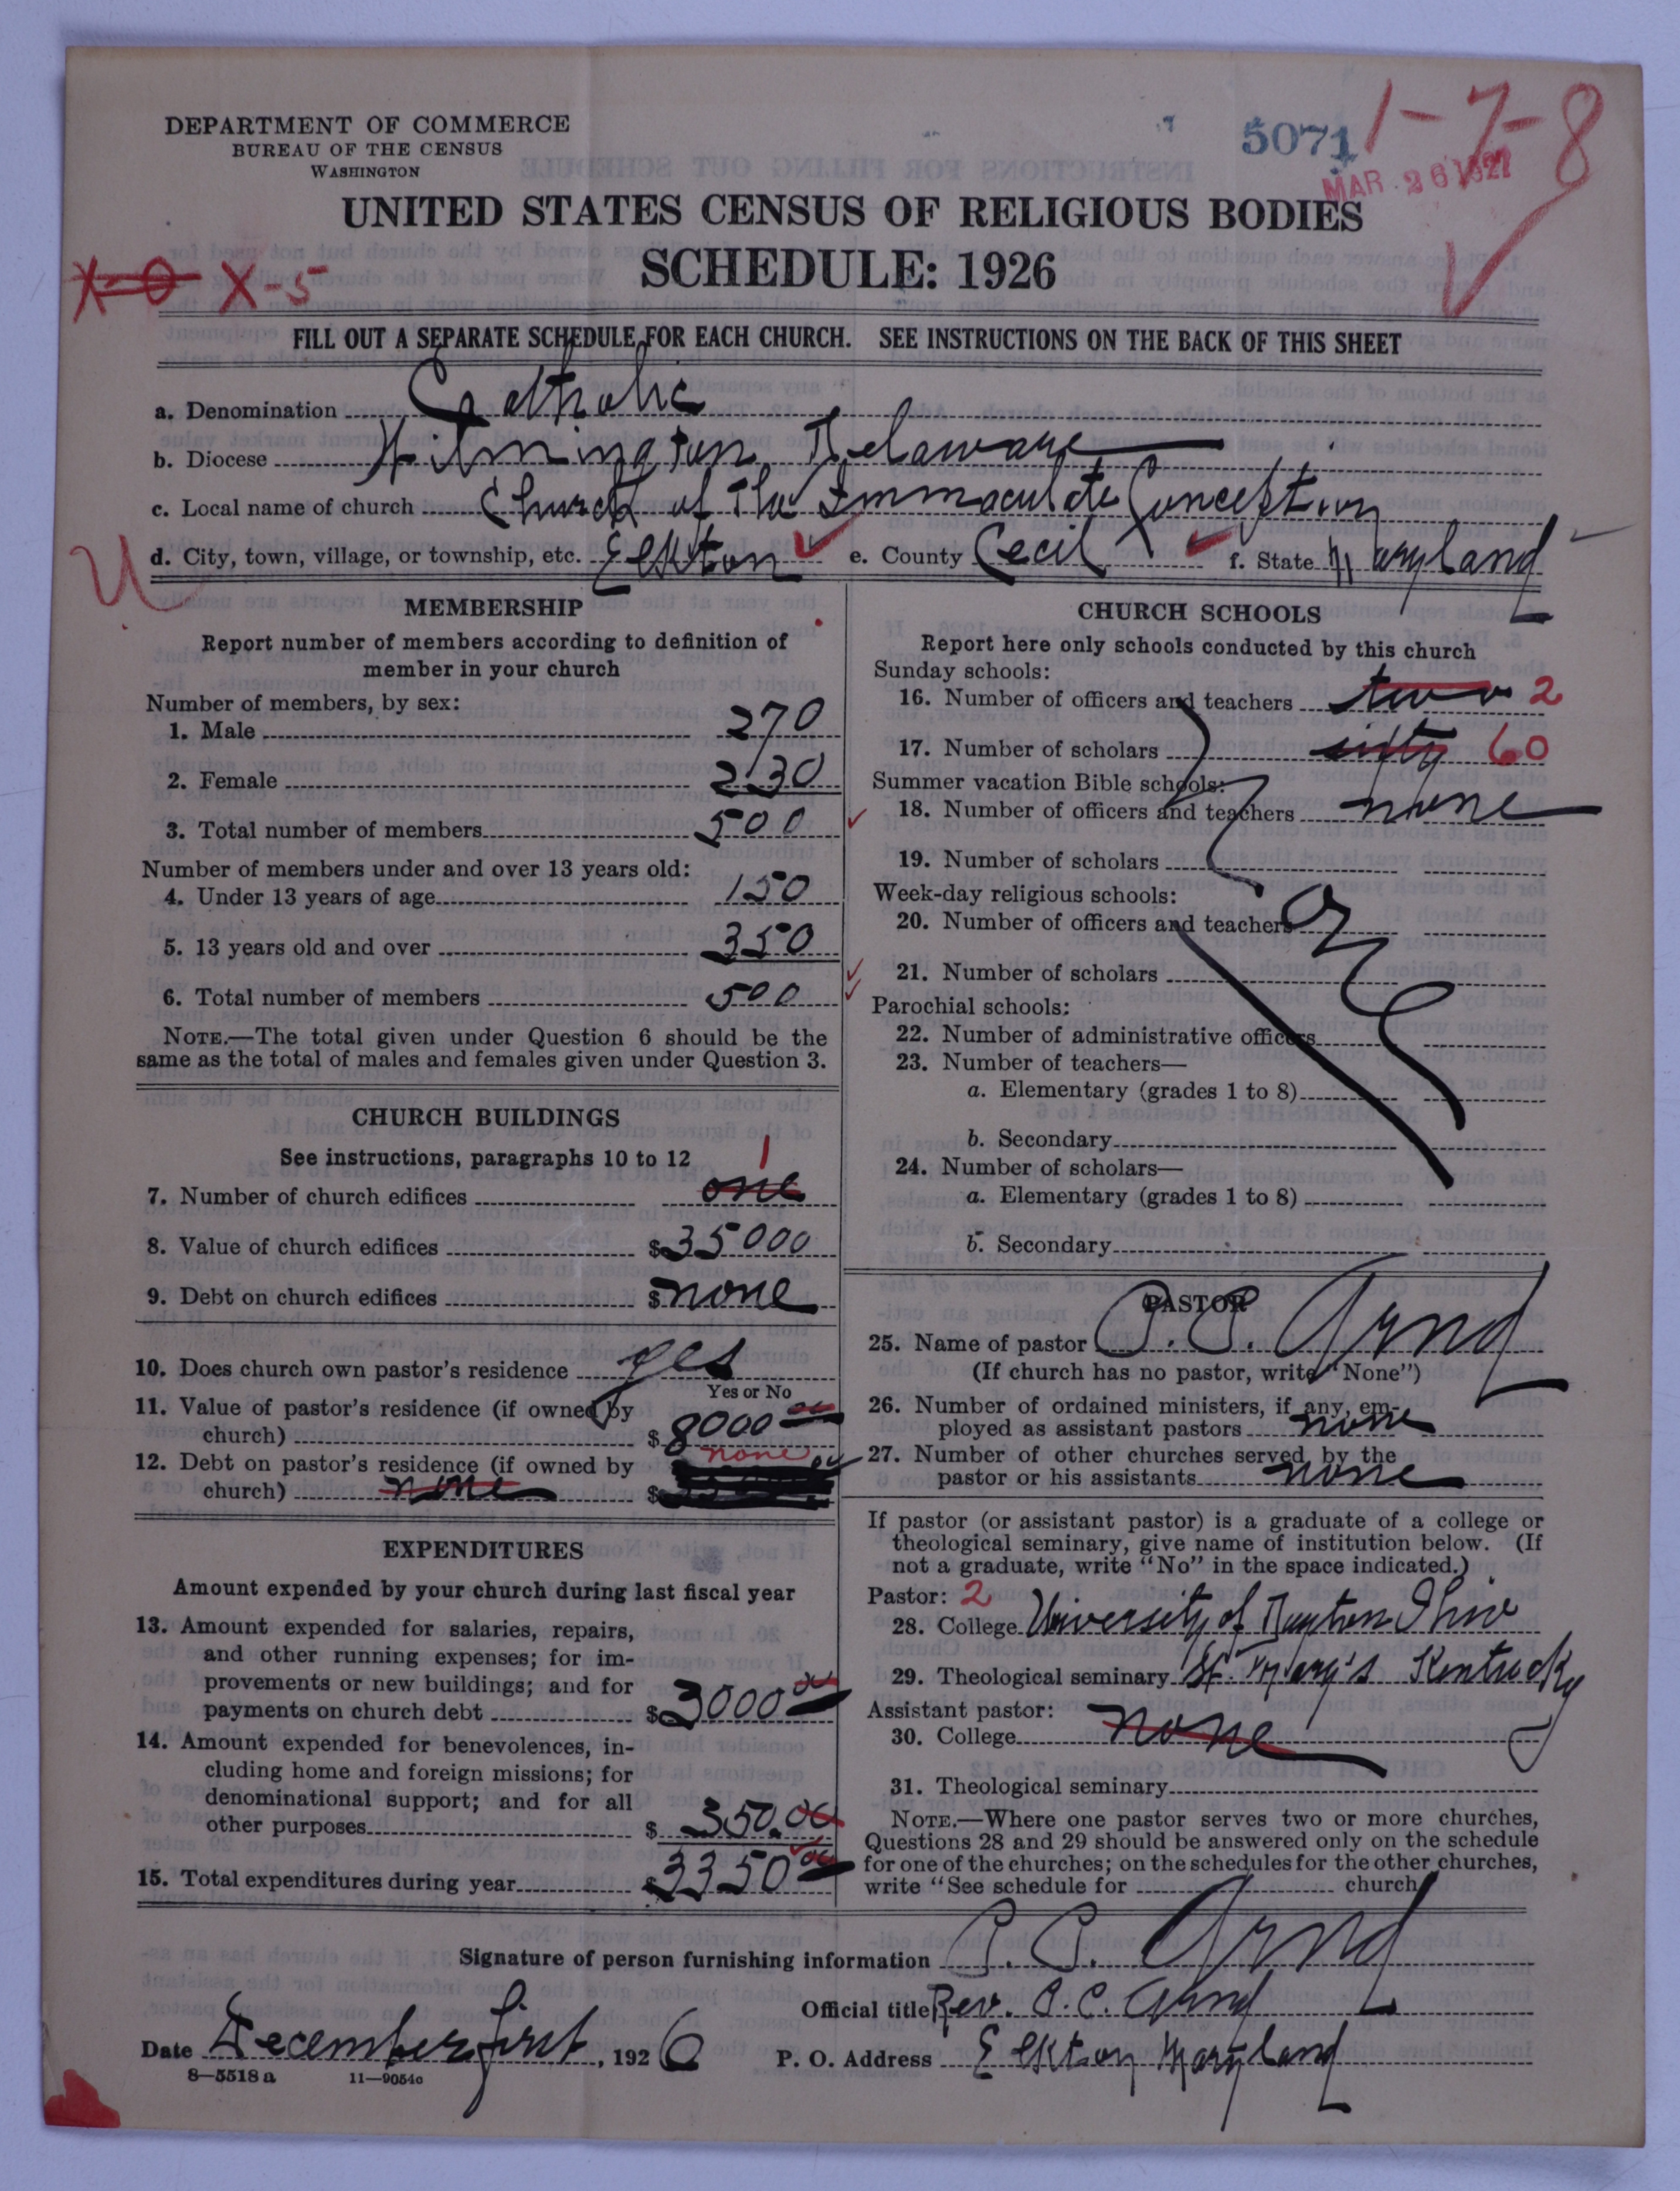 DEPARTMENT OF COMMERCE
BUREAU OF THE CENSUS
WASHINGTON
5071
1-7-8
MAR 26 1927
UNITED STATES CENSUS OF RELIGIOUS BODIES
SCHEDULE: 1926
X-0 X-5
FILL OUT A SEPARATE SCHEDULE FOR EACH CHURCH. SEE INSTRUCTIONS ON THE BACK OF THIS SHEET
a. Denomination Catholic
b. Diocese Wilmington Delaware
c. Local name of church Church of The Immaculate Conception
d. City, town, village, or township, etc. Elkton e. County Cecil f. State Maryland
U
MEMBERSHIP
Report number of members according to definition of
member in your church
Number of members, by sex:
1. Male 270
2. Female 230
3. Total number of members 500
Number of members under and over 13 years old:
4. Under 13 years of age 150
5. 13 years old and over 350
6. Total number of members 500
NOTE.—The total given under Question 6 should be the
same as the total of males and females given under Question 3.
CHURCH BUILDINGS
See instructions, paragraphs 10 to 12
1
7. Number of church edifices one
8. Value of church edifices $35000
9. Debt on church edifices $none
10. Does church own pastor's residence yes
Yes or No
11. Value of pastor's residence (if owned by
church) $8000 00
none
12. Debt on pastor's residence (if owned by
church) none $
EXPENDITURES
Amount expended by your church during last fiscal year
13. Amount expended for salaries, repairs,
and other running expenses; for im-
provements or new buildings; and for
payments on church debt $3000 00
14. Amount expended for benevolences, in-
cluding home and foreign missions; for
denominational support; and for all
other purposes $ 350.00
15. Total expenditures during year $3350 00
CHURCH SCHOOLS
Report here only schools conducted by this church
Sunday schools:
16. Number of officers and teachers two 2
17. Number of scholars sixty 60
Summer vacation Bible schools:
18. Number of officers and teachers none
19. Number of scholars
Week-day religious schools:
20. Number of officers and teachers
21. Number of scholars
Parochial schools:
22. Number of administrative officers
23. Number of teachers—
a. Elementary (grades 1 to 8)
b. Secondary
24. Number of scholars—
a. Elementary (grades 1 to 8)
b. Secondary
PASTOR
25. Name of pastor P. P. Arnd
(If church has no pastor, write "None")
26. Number of ordained ministers, if any, em-
ployed as assistant pastors none
27. Number of other churches served by the
pastor or his assistants none
If pastor (or assistant pastor) is a graduate of a college or
theological seminary, give name of institution below. (If
not a graduate, write "No" in the space indicated.)
Pastor: 2
28. College University of Dayton Ohio
29. Theological seminary St. Mary's Kentucky
Assistant pastor:
30. College none
31. Theological seminary
NOTE.—Where one pastor serves two or more churches,
Questions 28 and 29 should be answered only on the schedule
for one of the churches; on the schedules for the other churches,
write "See schedule for church
Signature of person furnishing information Arnd
Official title Rev. Arnd
Date December first, 1926 P. O. Address Elkton Maryland
8—5518 a 11—9054c